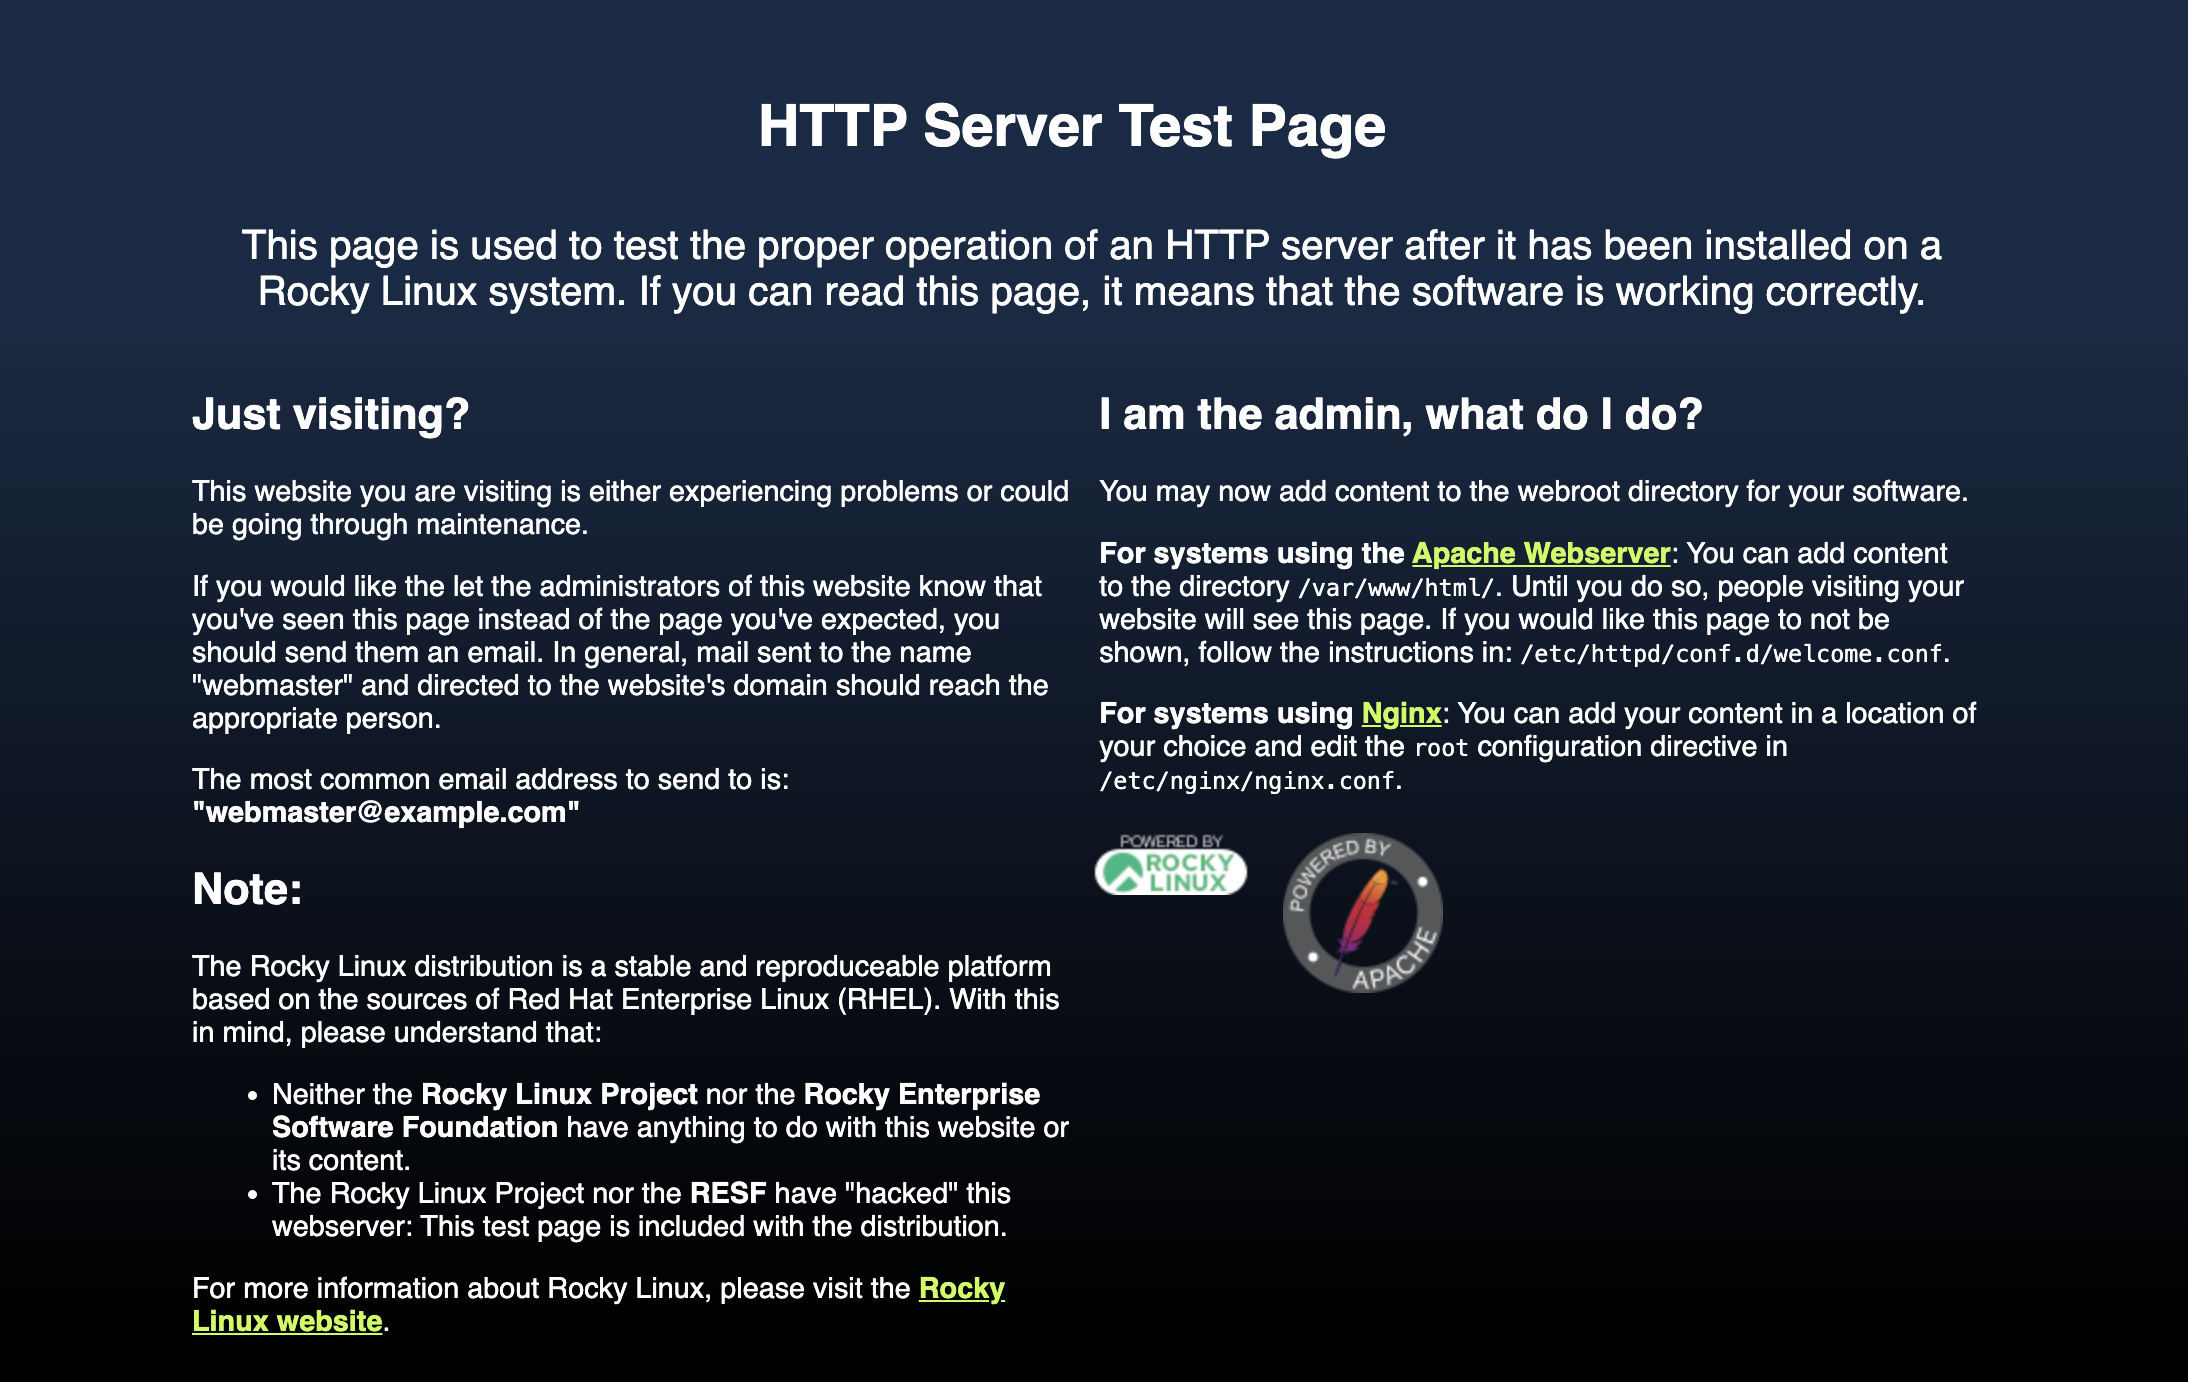 HTTP Server Test Page
This page is used to test the proper operation of an HTTP server after it has been installed on a
Rocky Linux system. If you can read this page, it means that the software is working correctly.
Just visiting?
This website you are visiting is either experiencing problems or could
be going through maintenance.
If you would like the let the administrators of this website know that
you've seen this page instead of the page you've expected, you
should send them an email. In general, mail sent to the name
"webmaster" and directed to the website's domain should reach the
appropriate person.
The most common email address to send to is:
"webmaster@example.com"
Note:
The Rocky Linux distribution is a stable and reproduceable platform
based on the sources of Red Hat Enterprise Linux (RHEL). With this
in mind, please understand that:
• Neither the Rocky Linux Project nor the Rocky Enterprise
Software Foundation have anything to do with this website or
its content.
• The Rocky Linux Project nor the RESF have "hacked" this
webserver: This test page is included with the distribution.
For more information about Rocky Linux, please visit the Rocky
Linux website.
I am the admin, what do I do?
You may now add content to the webroot directory for your software.
For systems using the Apache Webserver: You can add content
to the directory /var/www/html/. Until you do so, people visiting your
website will see this page. If you would like this page to not be
shown, follow the instructions in: /etc/httpd/conf.d/welcome.conf.
For systems using Nginx: You can add your content in a location of
your choice and edit the root configuration directive in
/etc/nginx/nginx.conf.
POWERED BY
ROCKY
LINUX
POWERED BY
APACHE